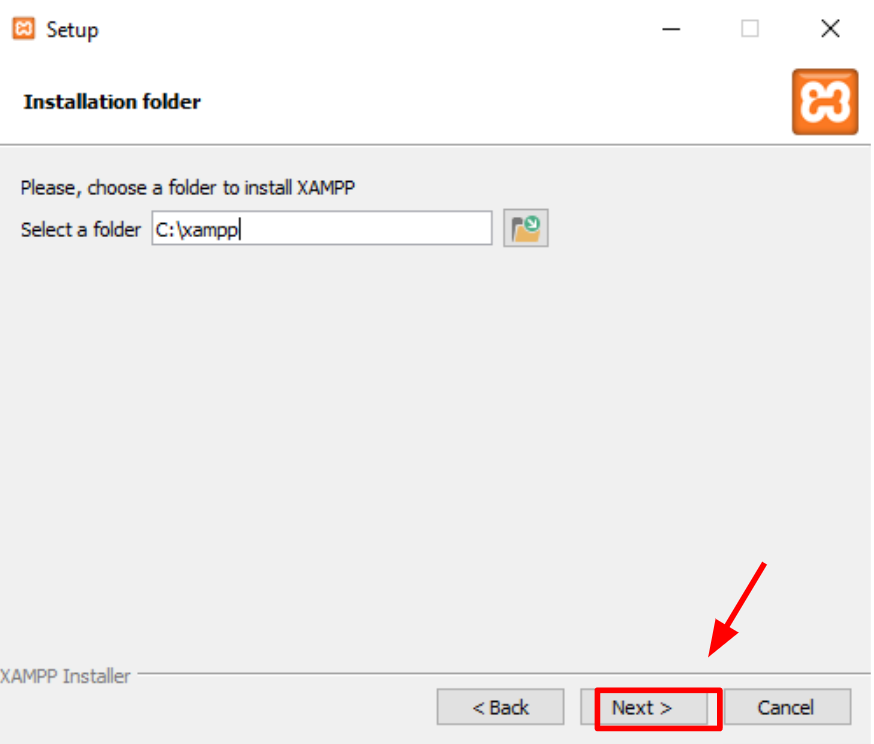 Setup
Installation folder
Please, choose a folder to install XAMPP
Select a folder C:\xampp
XAMPP Installer
< Back Next > Cancel